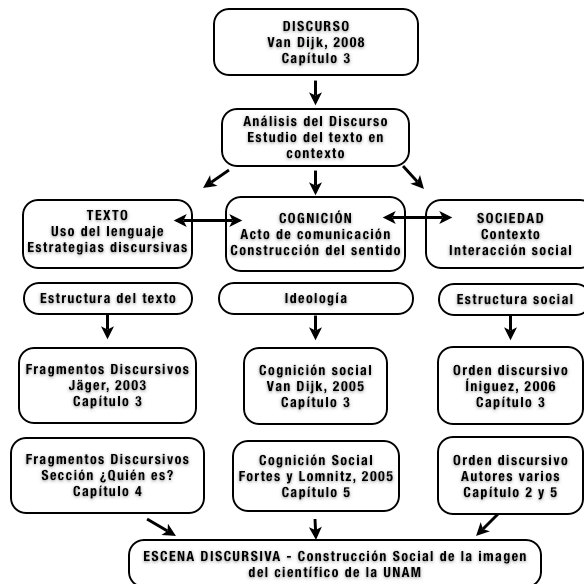 DISCURSO
Van Dijk, 2008
Capítulo 3
Análisis del Discurso
Estudio del texto en
contexto
TEXTO
Uso del lenguaje
Estrategias discursivas
COGNICIÓN
Acto de comunicación
Construcción del sentido
SOCIEDAD
Contexto
Interacción social
Estructura del texto
Ideología
Estructura social
Fragmentos Discursivos
Jäger, 2003
Capítulo 3
Cognición social
Van Dijk, 2005
Capítulo 3
Orden discursivo
Íniguez, 2006
Capítulo 3
Fragmentos Discursivos
Sección ¿Quién es?
Capítulo 4
Cognición Social
Fortes y Lomnitz, 2005
Capítulo 5
Orden discursivo
Autores varios
Capítulo 2 y 5
ESCENA DISCURSIVA - Construcción Social de la imagen
del científico de la UNAM